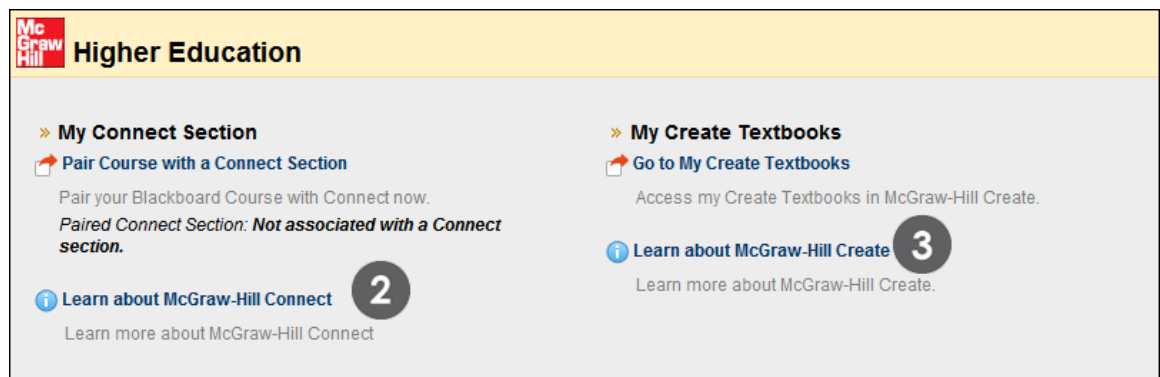 Mc
Graw
Hill
Higher Education
» My Connect Section
Pair Course with a Connect Section
Pair your Blackboard Course with Connect now.
Paired Connect Section: Not associated with a Connect
section.
Learn about McGraw-Hill Connect 2
Learn more about McGraw-Hill Connect
» My Create Textbooks
Go to My Create Textbooks
Access my Create Textbooks in McGraw-Hill Create.
Learn about McGraw-Hill Create 3
Learn more about McGraw-Hill Create.